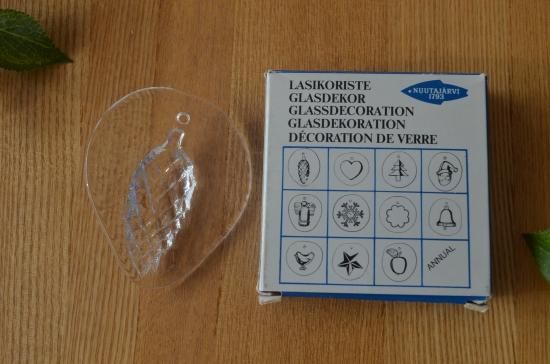 NUUTAJÄRVI
1793
LASIKORISTE
GLASDEKOR
GLASSDECORATION
GLASDEKORATION
DÉCORATION DE VERRE
ANNUAL